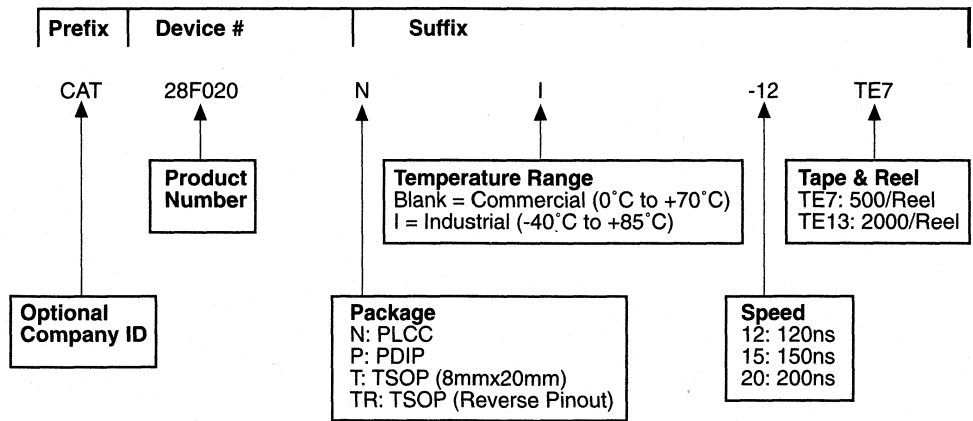 Prefix Device # Suffix
CAT 28F020 N I -12 TE7
Product
Number
Temperature Range
Blank = Commercial (0˚C to +70˚C)
I = Industrial (-40˚C to +85˚C)
Tape & Reel
TE7: 500/Reel
TE13: 2000/Reel
Optional
Company ID
Package
N: PLCC
P: PDIP
T: TSOP (8mmx20mm)
TR: TSOP (Reverse Pinout)
Speed
12: 120ns
15: 150ns
20: 200ns